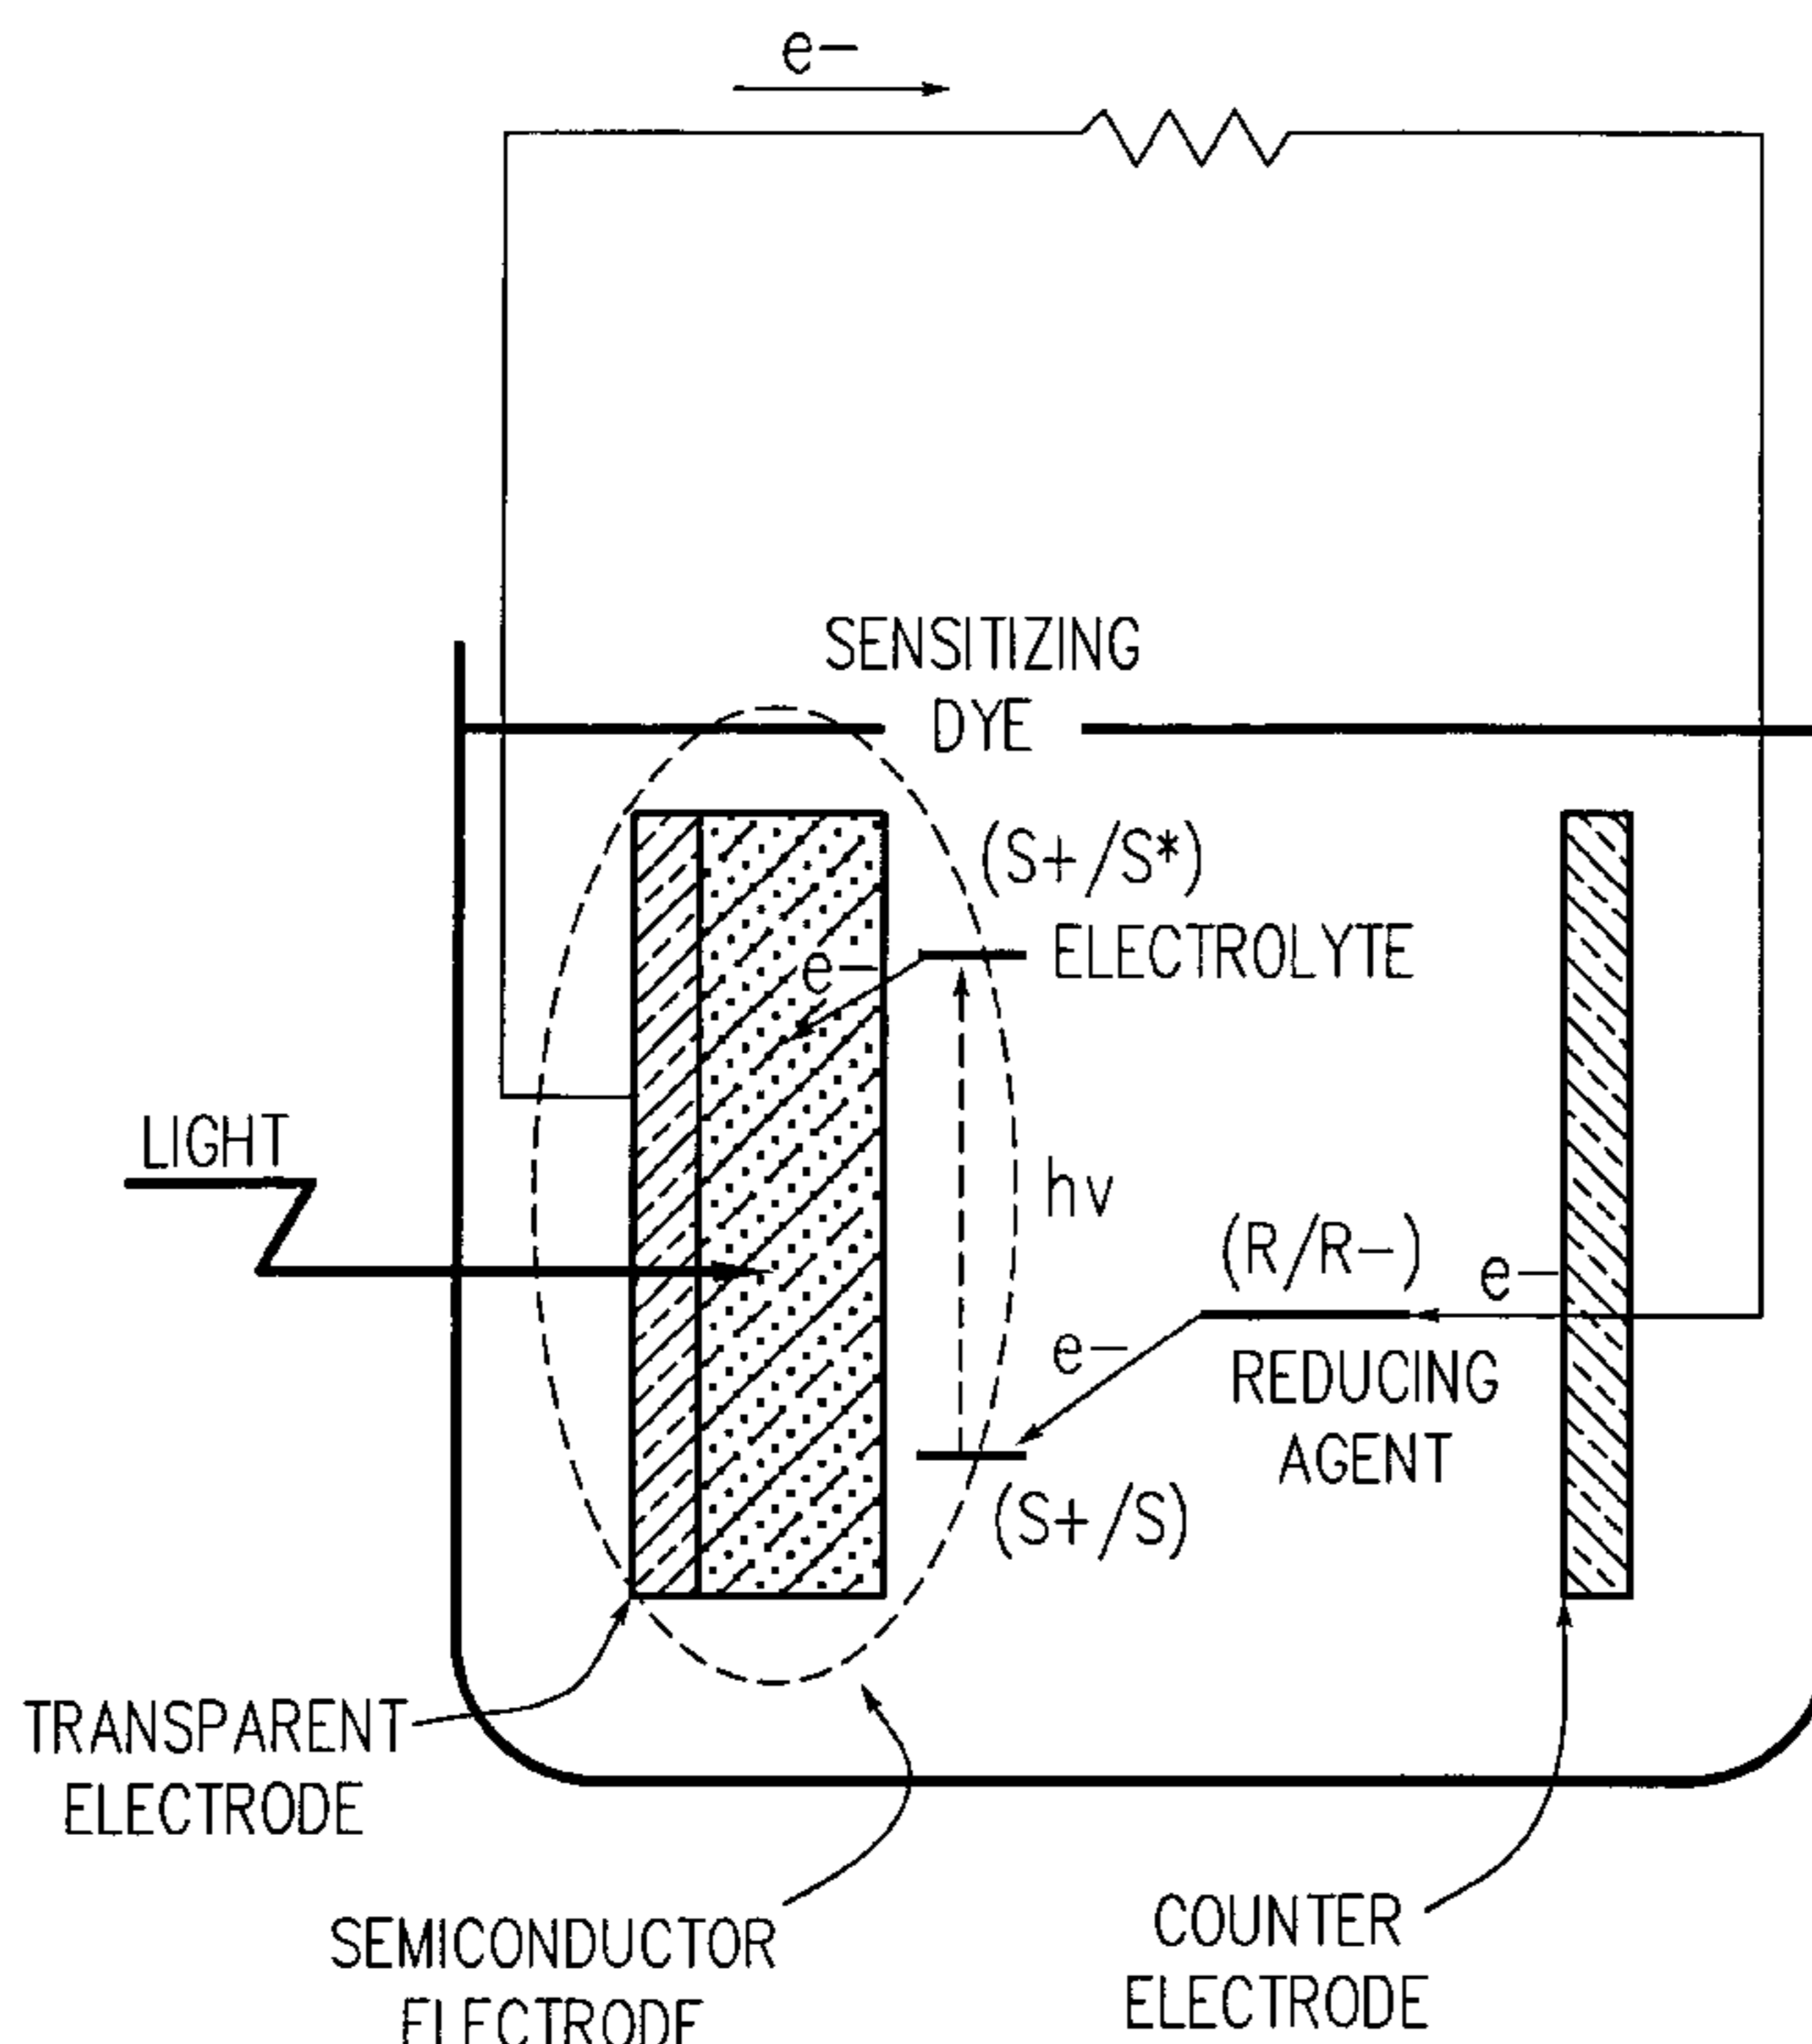 e−
SENSITIZING
DYE
(S+/S*)
ELECTROLYTE
e−
LIGHT
hv
(R/R−)
e−
e−
REDUCING
AGENT
(S+/S)
TRANSPARENT
ELECTRODE
SEMICONDUCTOR
ELECTRODE
COUNTER
ELECTRODE